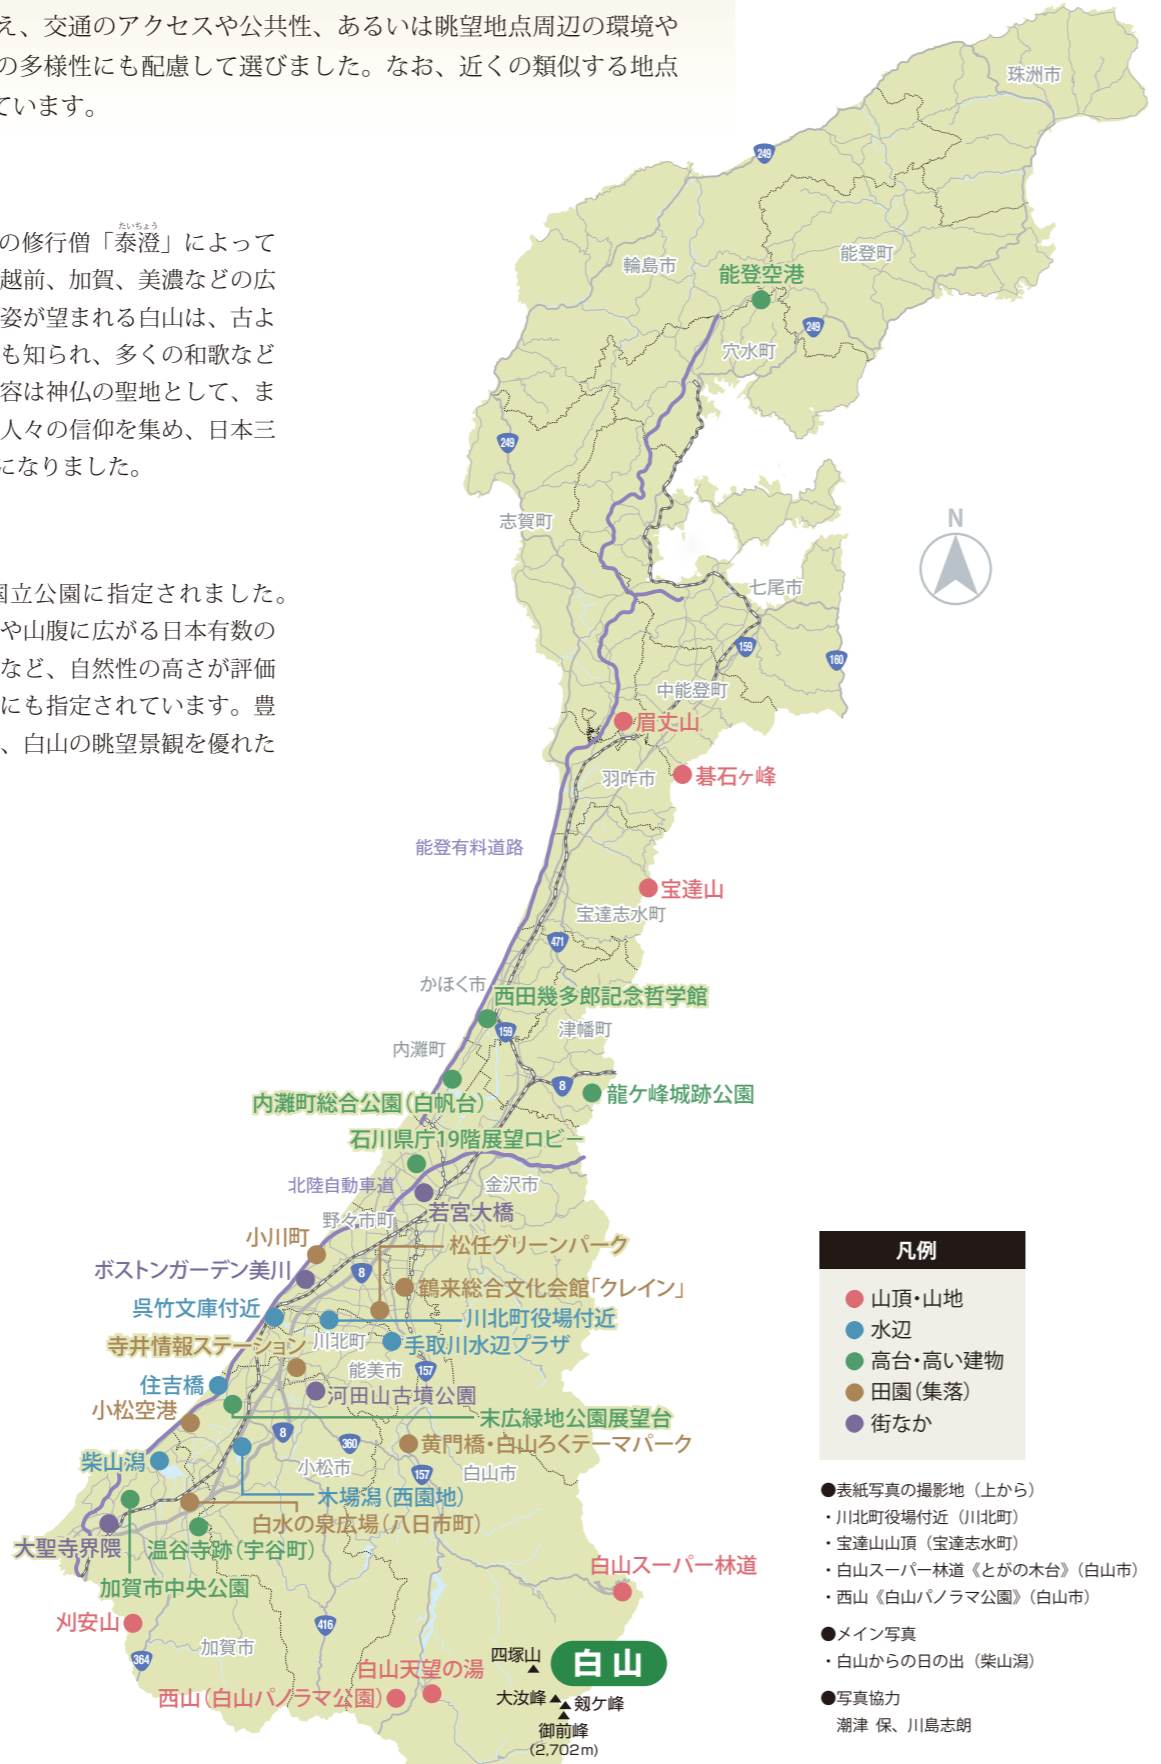 え、交通のアクセスや公共性、あるいは眺望地点周辺の環境や
の多様性にも配慮して選びました。なお、近くの類似する地点
ています。
たいちょう
の修行僧「泰澄」によって
越前、加賀、美濃などの広
姿が望まれる白山は、古よ
も知られ、多くの和歌など
容は神仏の聖地として、ま
人々の信仰を集め、日本三
になりました。
国立公園に指定されました。
や山腹に広がる日本有数の
など、自然性の高さが評価
にも指定されています。豊
、白山の眺望景観を優れた
珠洲市
249
輪島市
能登町
能登空港
249
穴水町
249
志賀町
N
七尾市
159
160
中能登町
眉丈山
羽咋市
碁石ヶ峰
能登有料道路
宝達山
宝達志水町
471
かほく市
西田幾多郎記念哲学館
159
津幡町
内灘町
8
龍ケ峰城跡公園
内灘町総合公園(白帆台)
石川県庁19階展望ロビー
北陸自動車道
金沢市
若宮大橋
野々市町
小川町
松任グリーンパーク
ボストンガーデン美川
8
鶴来総合文化会館「クレイン」
呉竹文庫付近
川北町役場付近
寺井情報ステーション
川北町
手取川水辺プラザ
能美市
157
住吉橋
河田山古墳公園
小松空港
末広緑地公園展望台
8
360
黄門橋・白山ろくテーマパーク
柴山潟
小松市
157
白山市
木場潟(西園地)
白水の泉広場(八日市町)
大聖寺界隈
温谷寺跡(宇谷町)
加賀市中央公園
白山スーパー林道
刈安山
416
加賀市
364
四塚山
白山
白山天望の湯
西山(白山パノラマ公園)
大汝峰
剱ケ峰
御前峰
(2,702m)
凡例
山頂・山地
水辺
高台・高い建物
田園(集落)
街なか
●表紙写真の撮影地(上から)
・川北町役場付近(川北町)
・宝達山山頂(宝達志水町)
・白山スーパー林道《とがの木台》(白山市)
・西山《白山パノラマ公園》(白山市)
●メイン写真
・白山からの日の出(柴山潟)
●写真協力
潮津 保、川島志朗